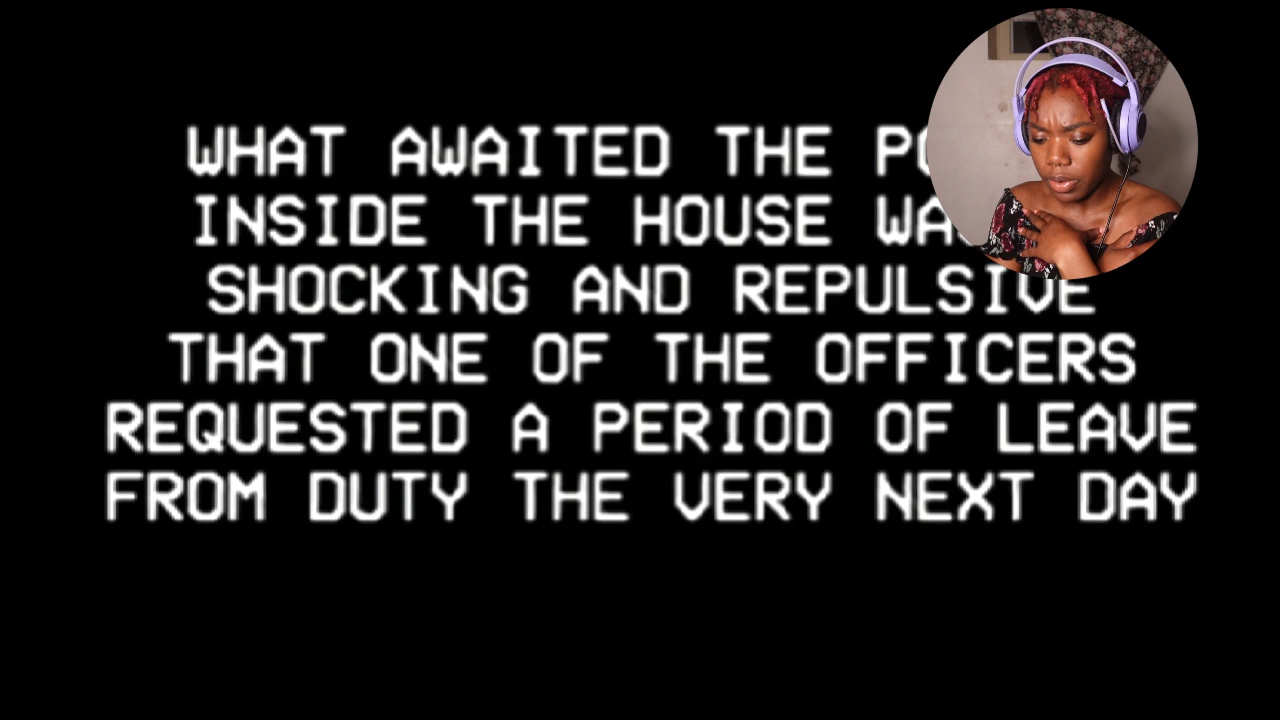 WHAT AWAITED THE
INSIDE THE HOUSE
SHOCKING AND REPULSIVE
THAT ONE OF THE OFFICERS
REQUESTED A PERIOD OF LEAVE
FROM DUTY THE VERY NEXT DAY